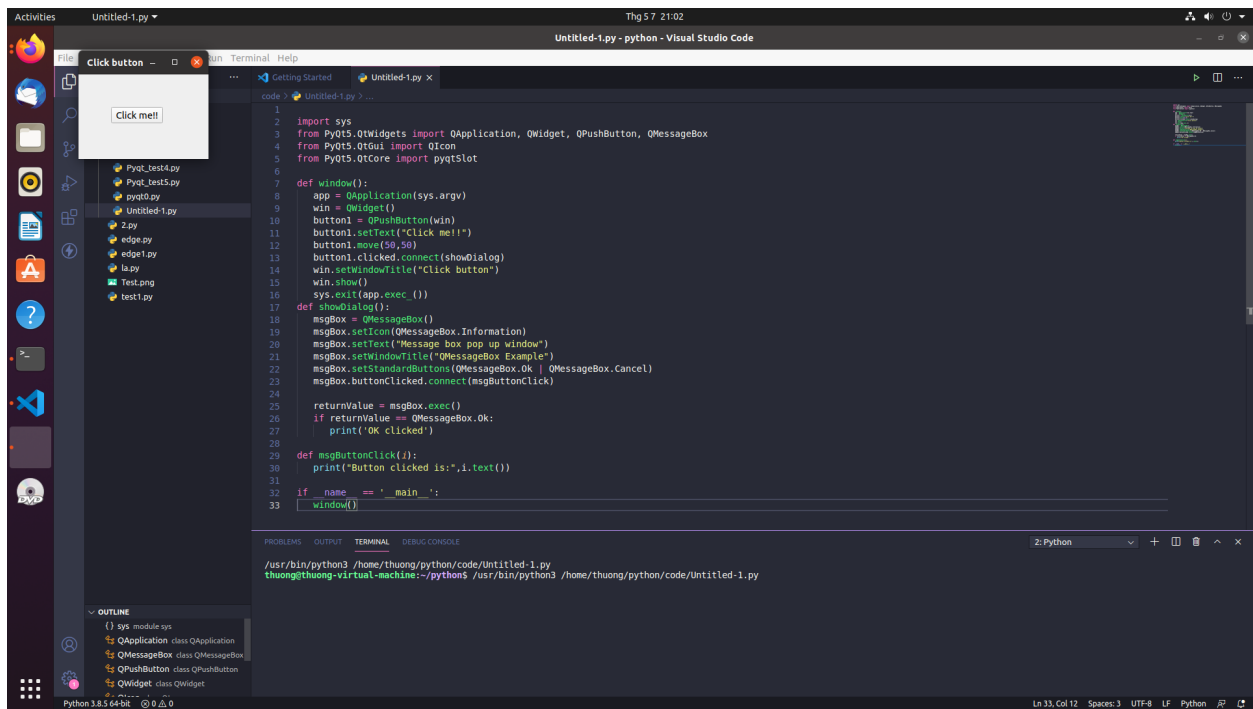 Activities Untitled-1.py Thg 5 7 21:02
Untitled-1.py - python - Visual Studio Code
File un Terminal Help
Click button
Click me!!
Getting Started Untitled-1.py
code > Untitled-1.py > ...
Pyqt_test4.py
Pyqt_test5.py
pyqt0.py
Untitled-1.py
2.py
edge.py
edge1.py
la.py
Test.png
test1.py
1
2 import sys
3 from PyQt5.QtWidgets import QApplication, QWidget, QPushButton, QMessageBox
4 from PyQt5.QtGui import QIcon
5 from PyQt5.QtCore import pyqtSlot
6
7 def window():
8 app = QApplication(sys.argv)
9 win = QWidget()
10 button1 = QPushButton(win)
11 button1.setText("Click me!!")
12 button1.move(50,50)
13 button1.clicked.connect(showDialog)
14 win.setWindowTitle("Click button")
15 win.show()
16 sys.exit(app.exec_())
17 def showDialog():
18 msgBox = QMessageBox()
19 msgBox.setIcon(QMessageBox.Information)
20 msgBox.setText("Message box pop up window")
21 msgBox.setWindowTitle("QMessageBox Example")
22 msgBox.setStandardButtons(QMessageBox.Ok | QMessageBox.Cancel)
23 msgBox.buttonClicked.connect(msgButtonClick)
24
25 returnValue = msgBox.exec()
26 if returnValue == QMessageBox.Ok:
27 print('OK clicked')
28
29 def msgButtonClick(i):
30 print("Button clicked is:",i.text())
31
32 if __name__ == '__main__':
33 window()
PROBLEMS OUTPUT TERMINAL DEBUG CONSOLE 2: Python
/usr/bin/python3 /home/thuong/python/code/Untitled-1.py
thuong@thuong-virtual-machine:~/python$ /usr/bin/python3 /home/thuong/python/code/Untitled-1.py
OUTLINE
{} sys module sys
QApplication class QApplication
QMessageBox class QMessageBox
QPushButton class QPushButton
QWidget class QWidget
DVD
Python 3.8.5 64-bit 0 0 Ln 33, Col 12 Spaces: 3 UTF-8 LF Python